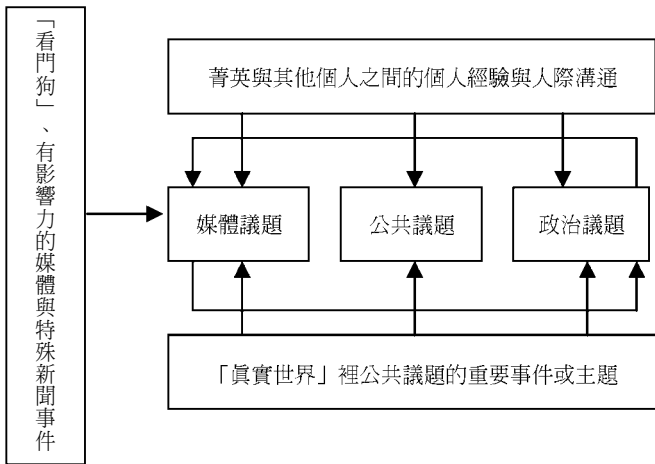 「看門狗」、有影響力的媒體與特殊新聞事件
菁英與其他個人之間的個人經驗與人際溝通
媒體議題
公共議題
政治議題
「眞實世界」裡公共議題的重要事件或主題